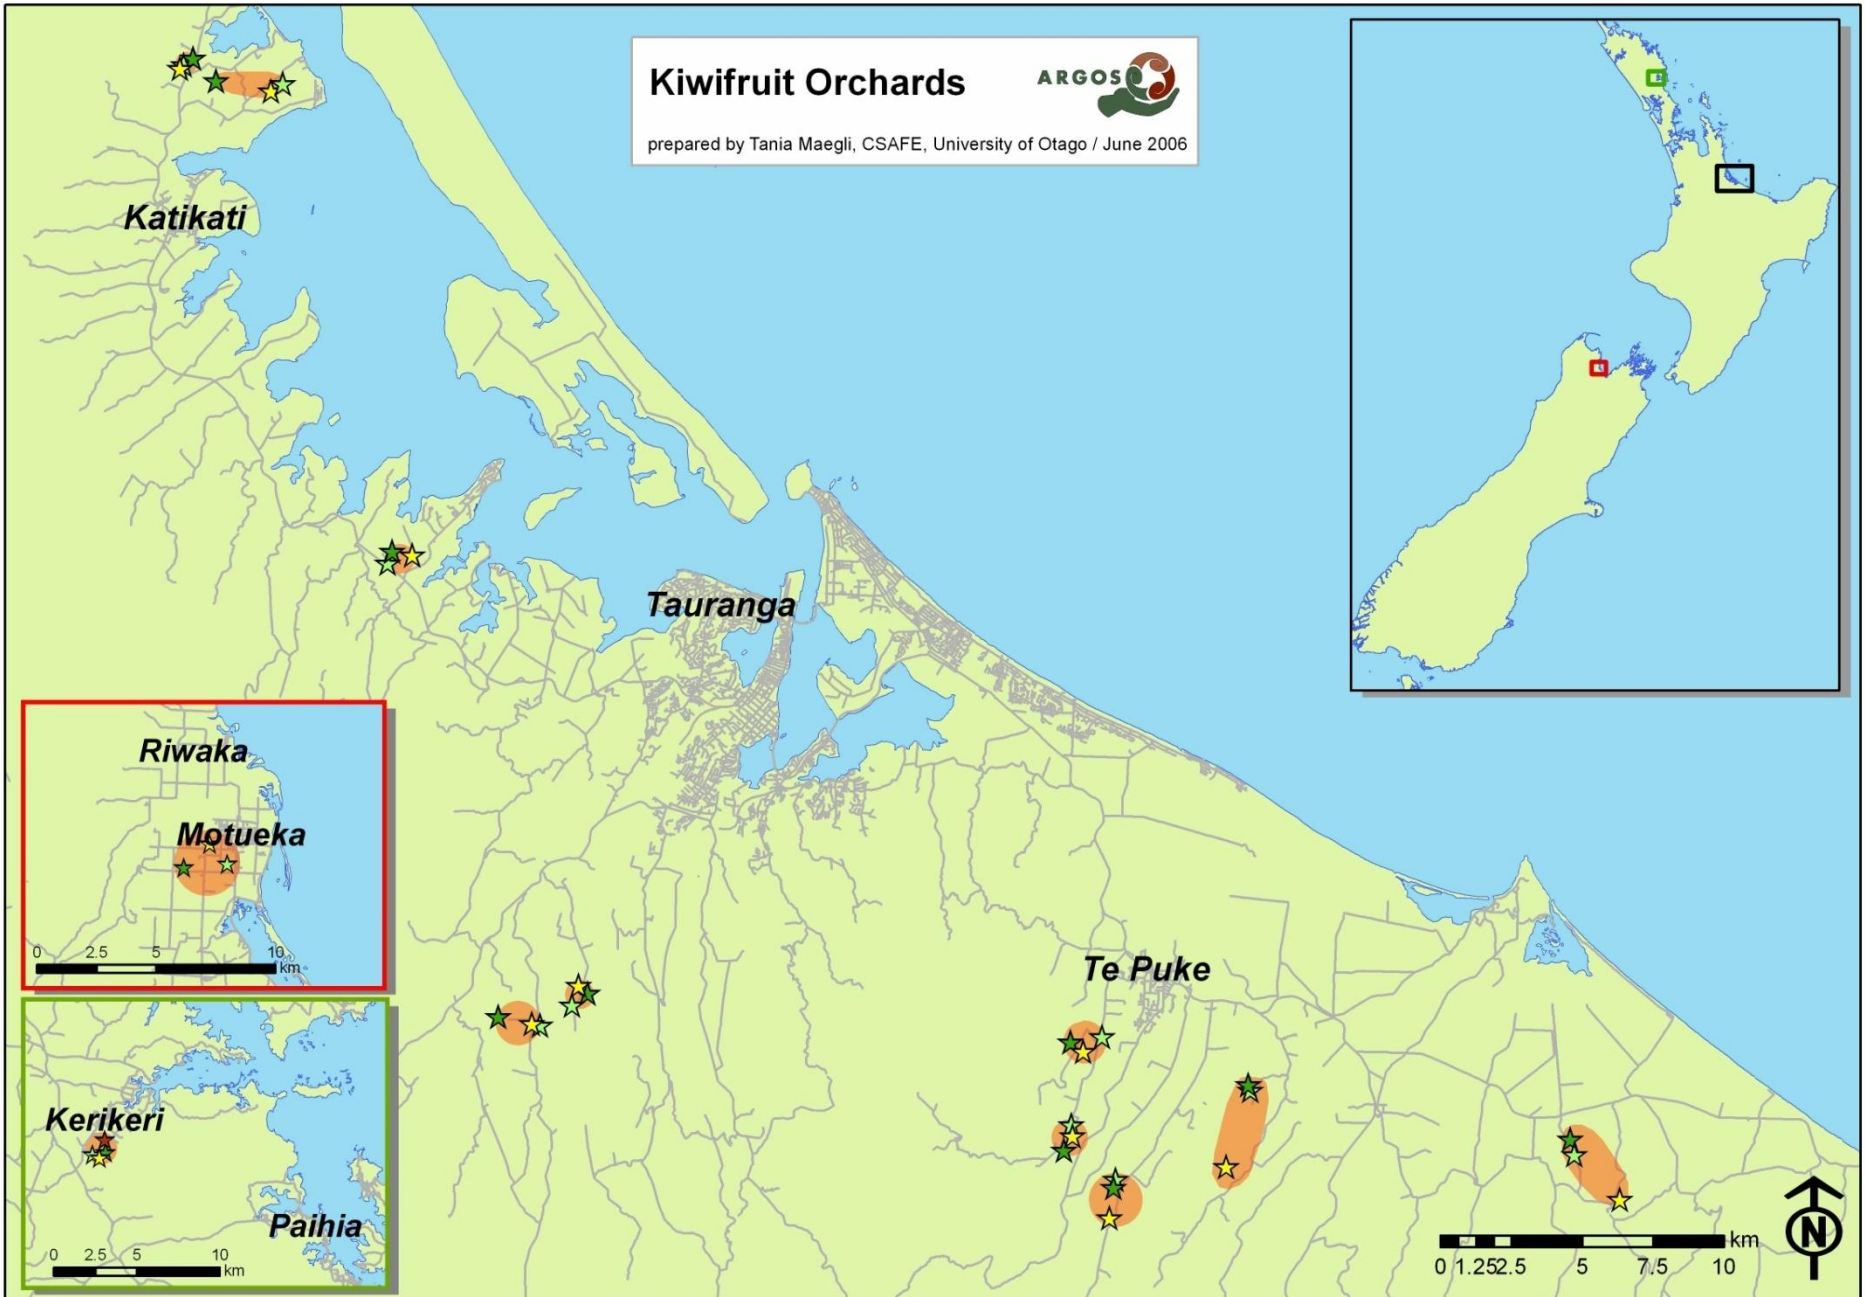 Kiwifruit Orchards
ARGOS
prepared by Tania Maegli, CSAFE, University of Otago / June 2006
Katikati
Tauranga
Riwaka
Motueka
0 2.5 5 10
km
Te Puke
Kerikeri
Paihia
0 2.5 5 10
km
km
0 1.25 2.5 5 7.5 10
N